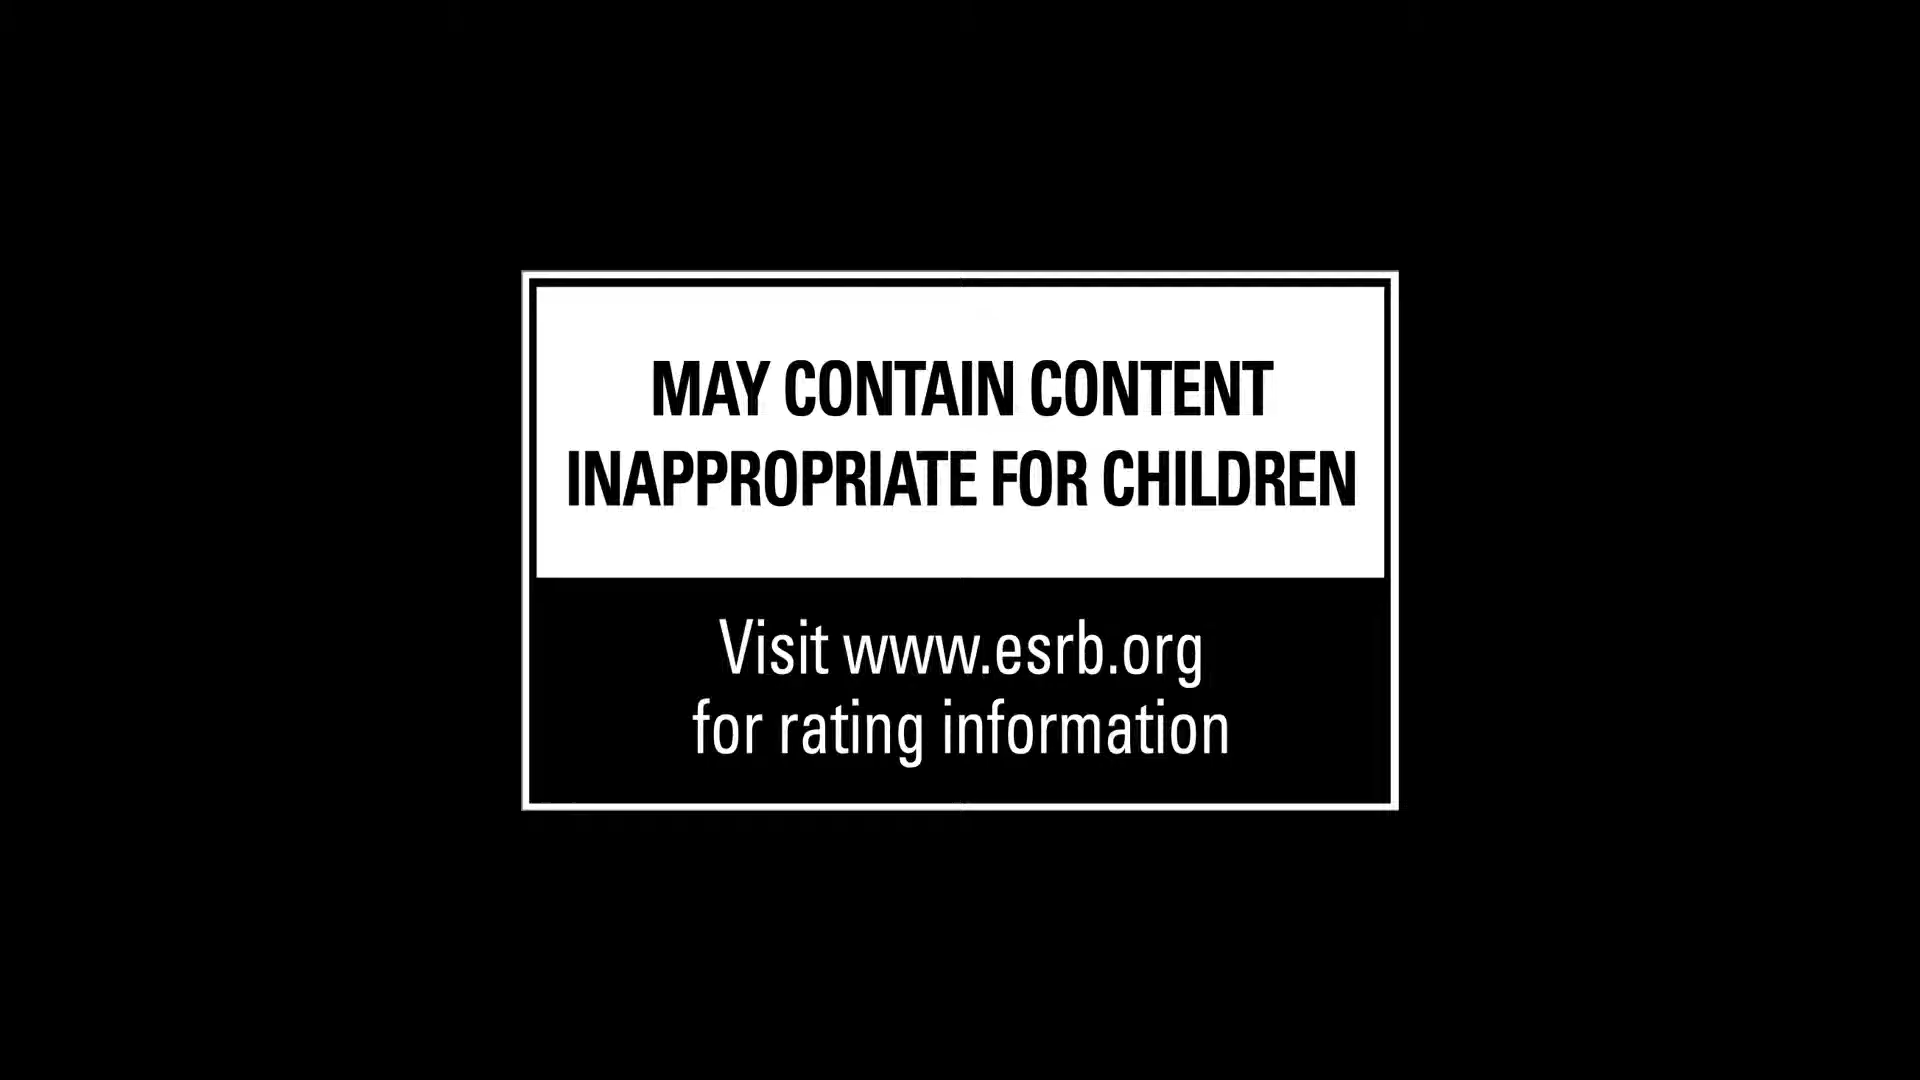 MAY CONTAIN CONTENT
INAPPROPRIATE FOR CHILDREN
Visit www.esrb.org
for rating information